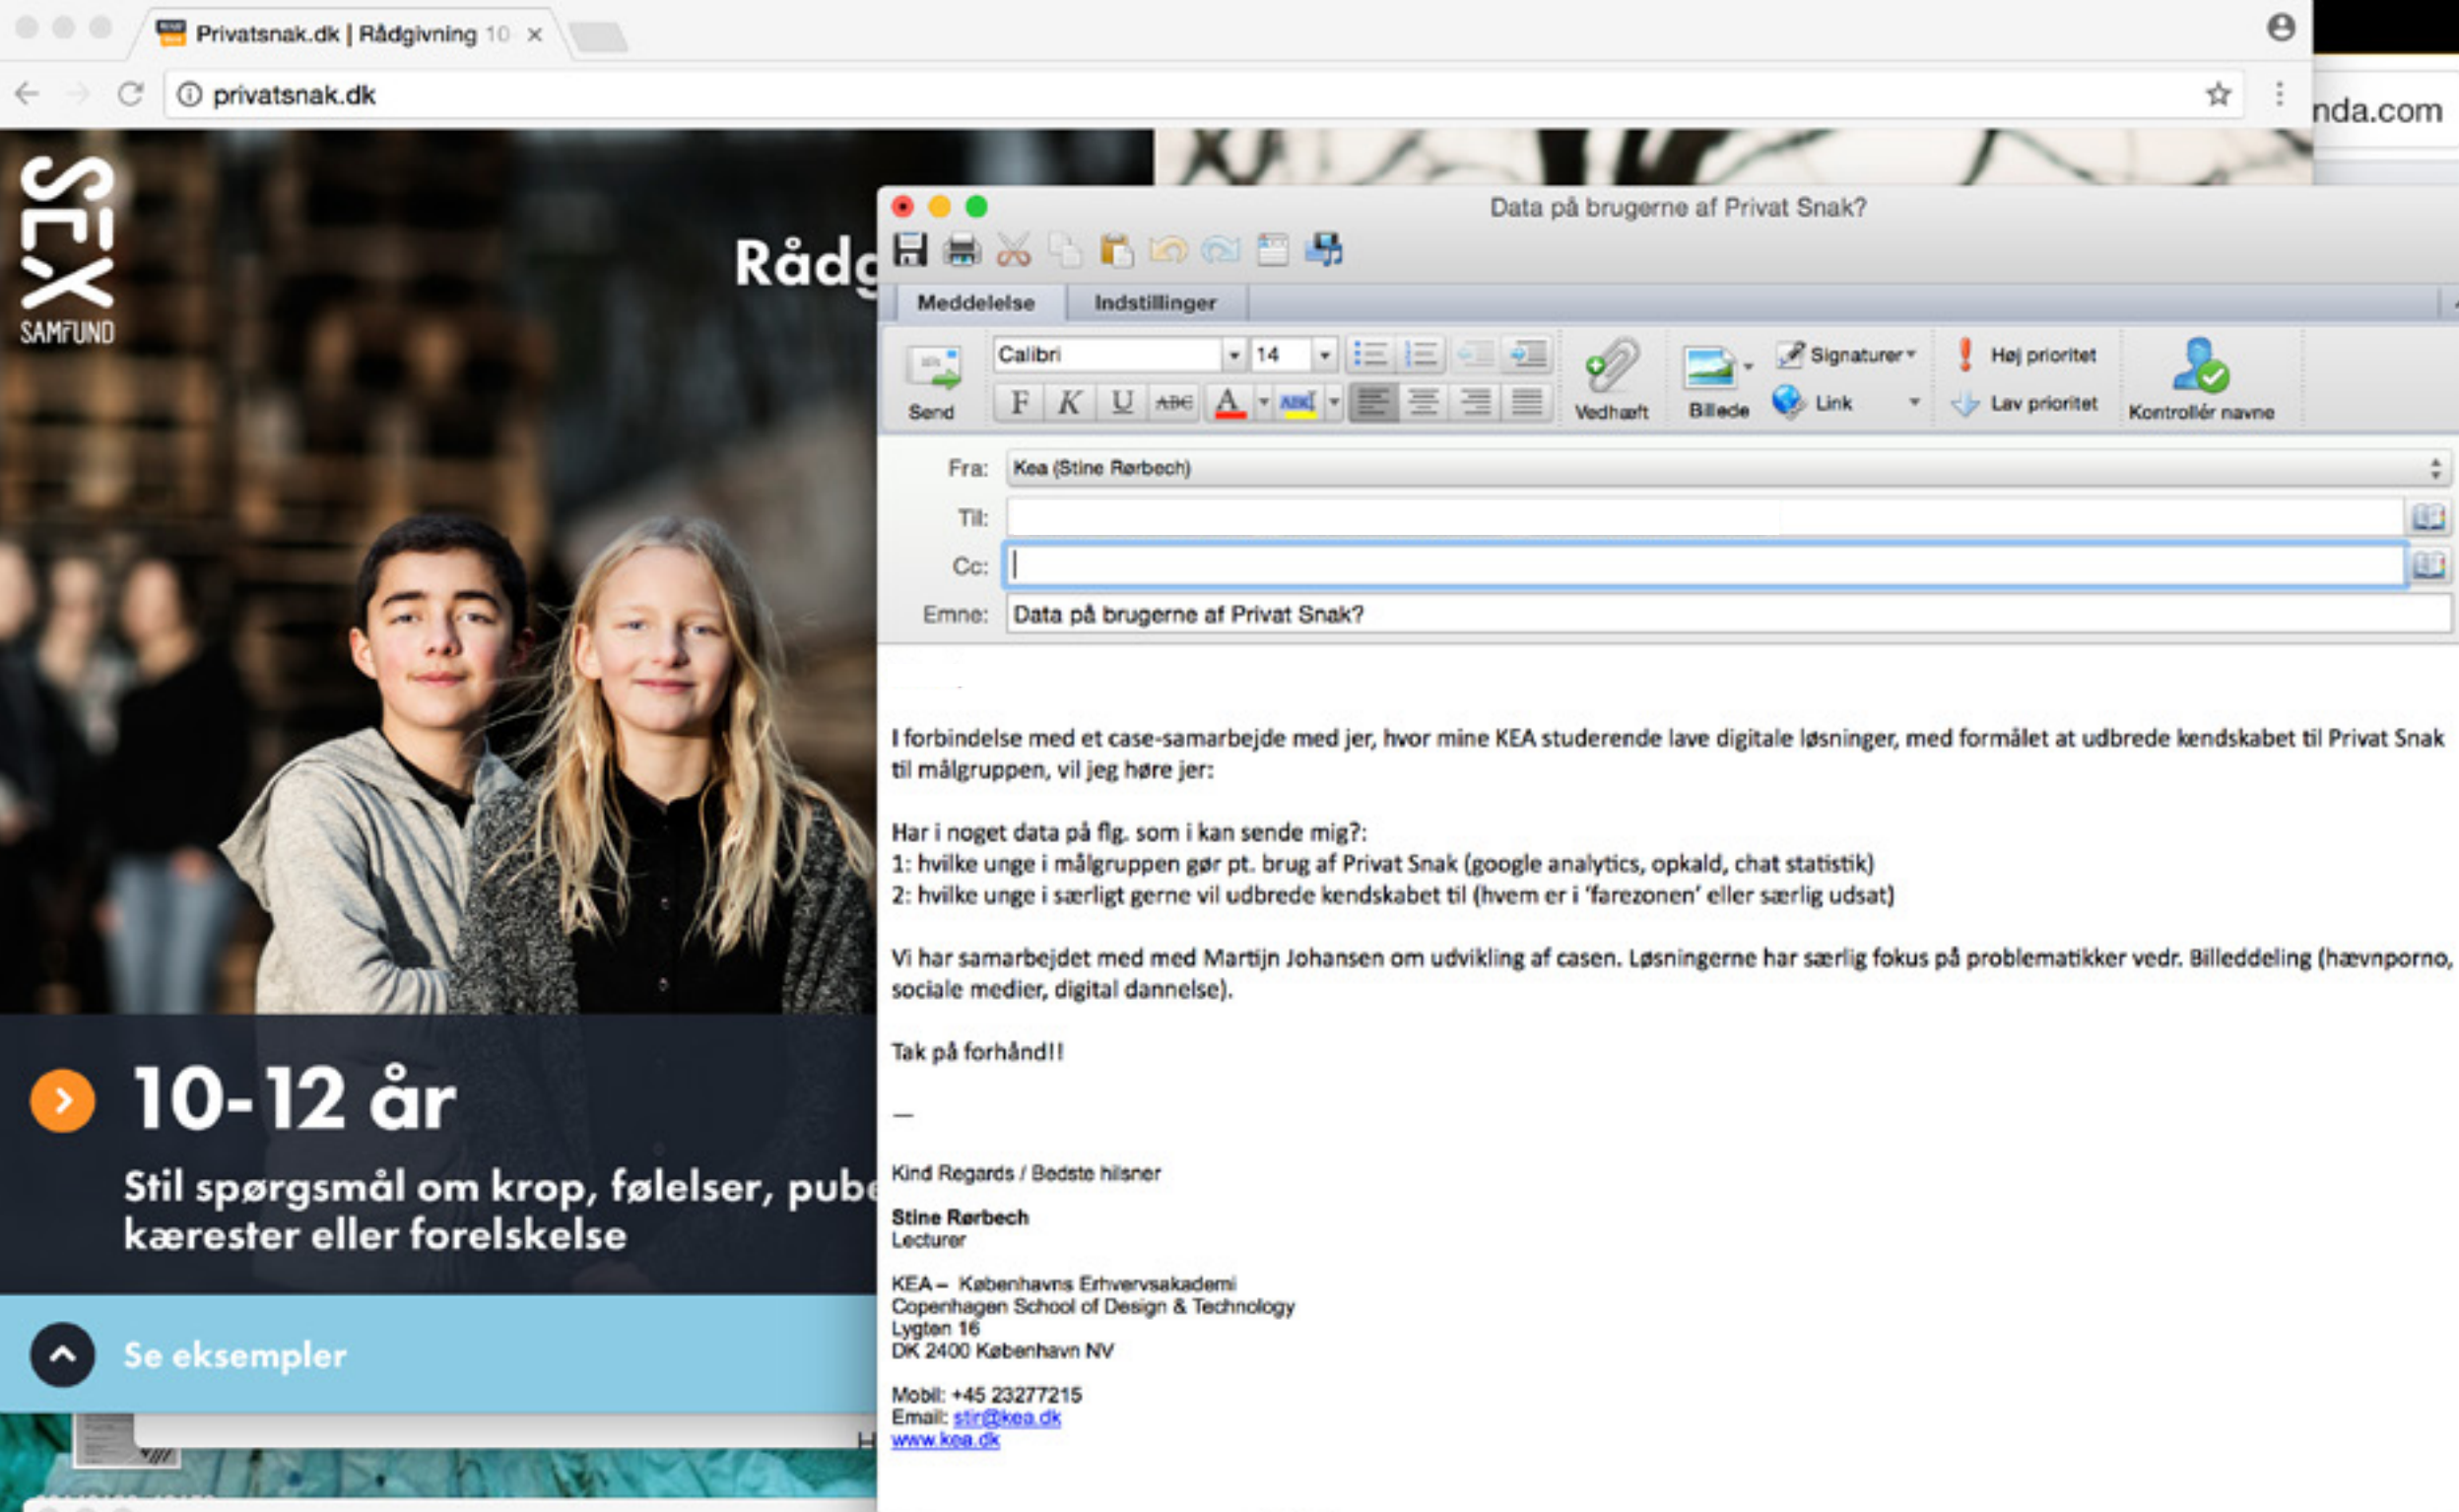 Privatsnak.dk | Rådgivning 10
privatsnak.dk
nda.com
SEX
SAMFUND
Rådg
10-12 år
Stil spørgsmål om krop, følelser, pube
kærester eller forelskelse
Se eksempler
H
Data på brugerne af Privat Snak?
Meddelelse Indstillinger
Calibri 14
Send
F K U ABC A ABC
Vedhæft
Billede
Signaturer
Link
Høj prioritet
Lav prioritet
Kontrollér navne
Fra: Kea (Stine Rørbech)
Til:
Cc:
Emne: Data på brugerne af Privat Snak?
I forbindelse med et case-samarbejde med jer, hvor mine KEA studerende lave digitale løsninger, med formålet at udbrede kendskabet til Privat Snak
til målgruppen, vil jeg høre jer:
Har i noget data på flg. som i kan sende mig?:
1: hvilke unge i målgruppen gør pt. brug af Privat Snak (google analytics, opkald, chat statistik)
2: hvilke unge i særligt gerne vil udbrede kendskabet til (hvem er i ‘farezonen’ eller særlig udsat)
Vi har samarbejdet med med Martijn Johansen om udvikling af casen. Løsningerne har særlig fokus på problematikker vedr. Billeddeling (hævnporno,
sociale medier, digital dannelse).
Tak på forhånd!!
—
Kind Regards / Bedste hilsner
Stine Rørbech
Lecturer
KEA – Københavns Erhvervsakademi
Copenhagen School of Design & Technology
Lygten 16
DK 2400 København NV
Mobil: +45 23277215
Email: stir@kea.dk
www.kea.dk